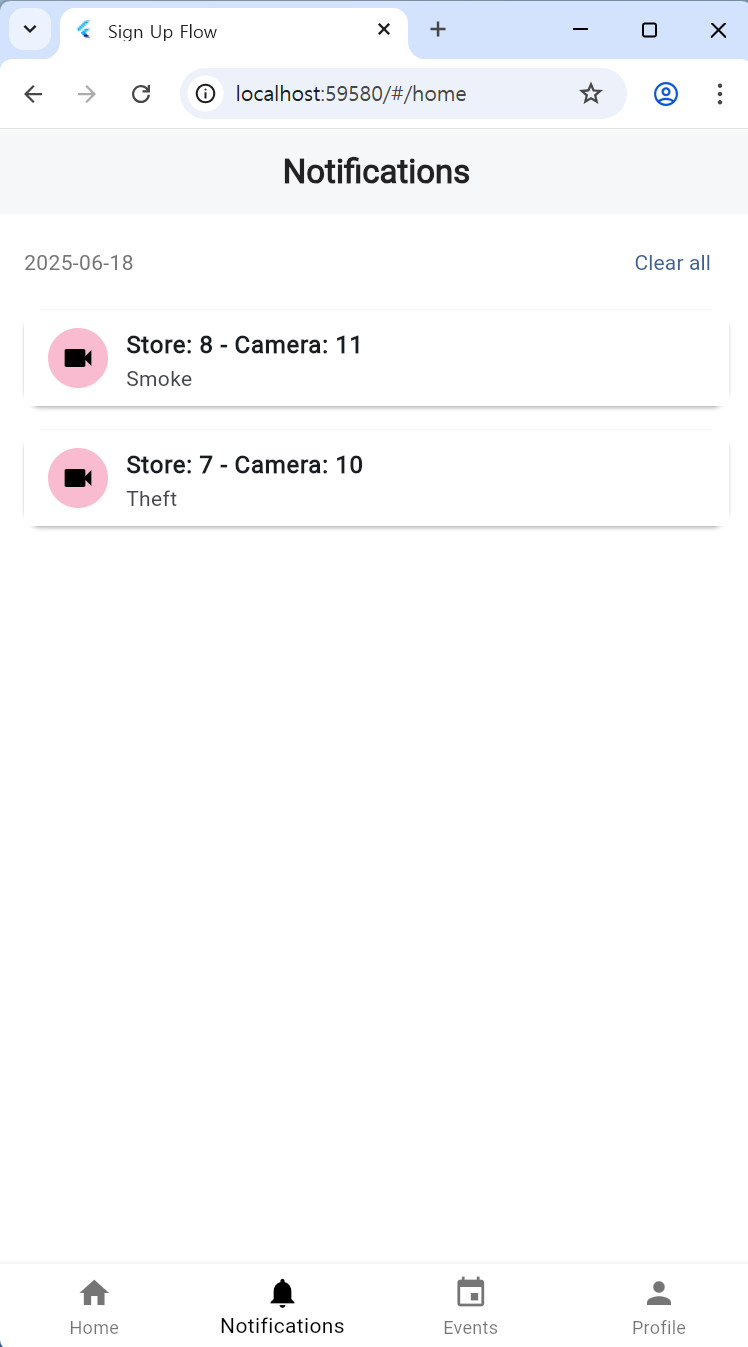 Sign Up Flow
localhost:59580/#/home
Notifications
2025-06-18 Clear all
Store: 8 - Camera: 11
Smoke
Store: 7 - Camera: 10
Theft
Home Notifications Events Profile